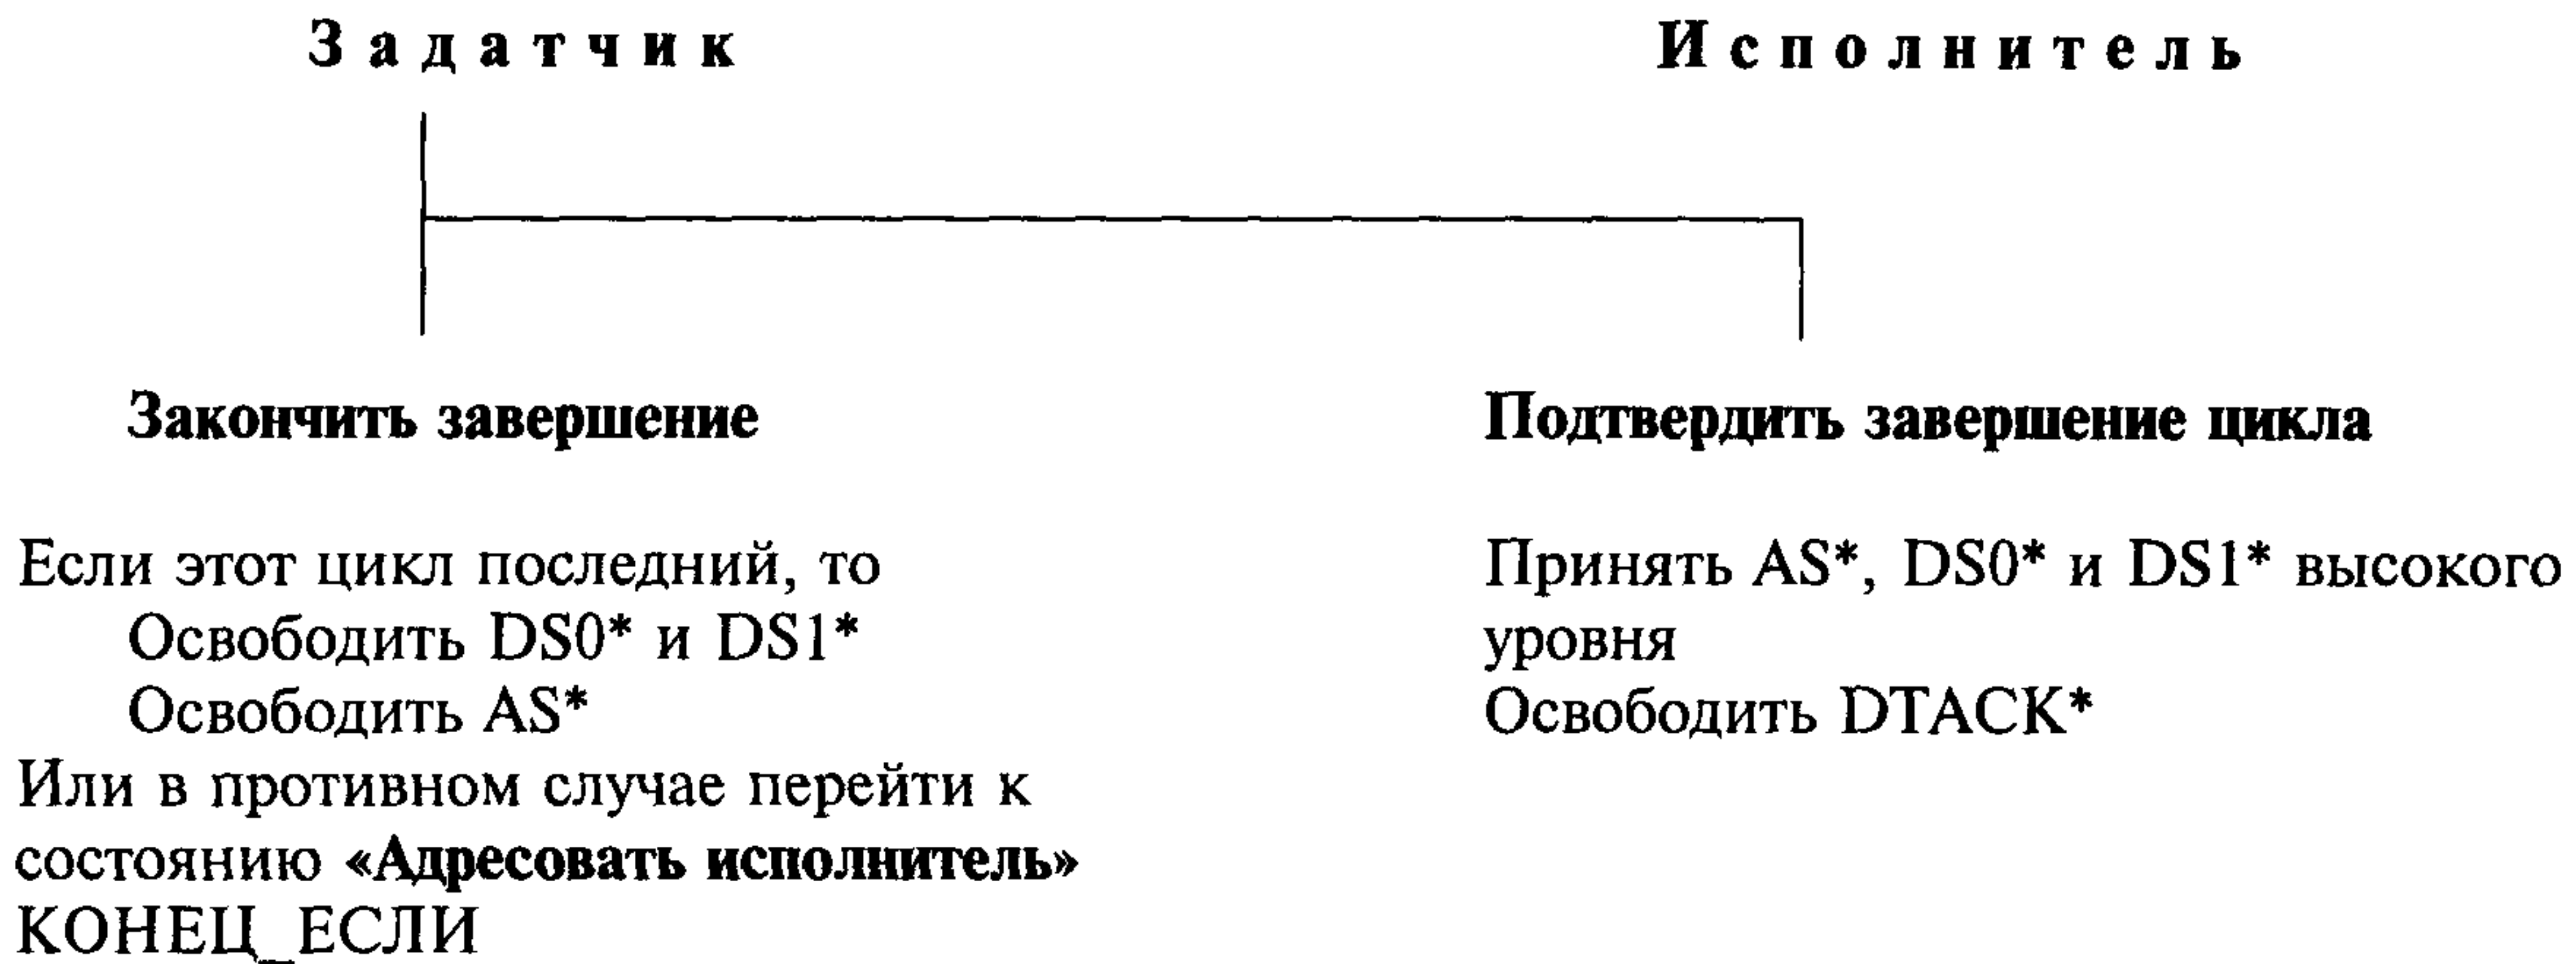 Задатчик
Исполнитель
Закончить завершение
Если этот цикл последний, то
Освободить DS0* и DS1*
Освободить AS*
Или в противном случае перейти к
состоянию «Адресовать исполнитель»
КОНЕЦ_ЕСЛИ
Подтвердить завершение цикла
Принять AS*, DS0* и DS1* высокого
уровня
Освободить DTACK*